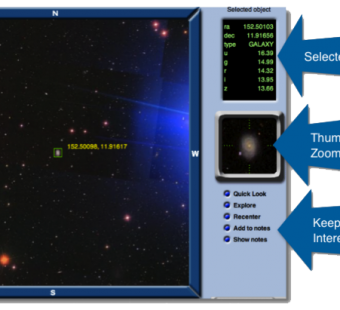 N
Selected object
ra 152.50103
dec 11.91656
type GALAXY
u 16.39
g 14.99
r 14.32
i 13.95
z 13.66
Selecte
152.50098, 11.91617
W
Thum
Zoom
Quick Look
Explore
Recenter
Add to notes
Show notes
Keep
Intere
S